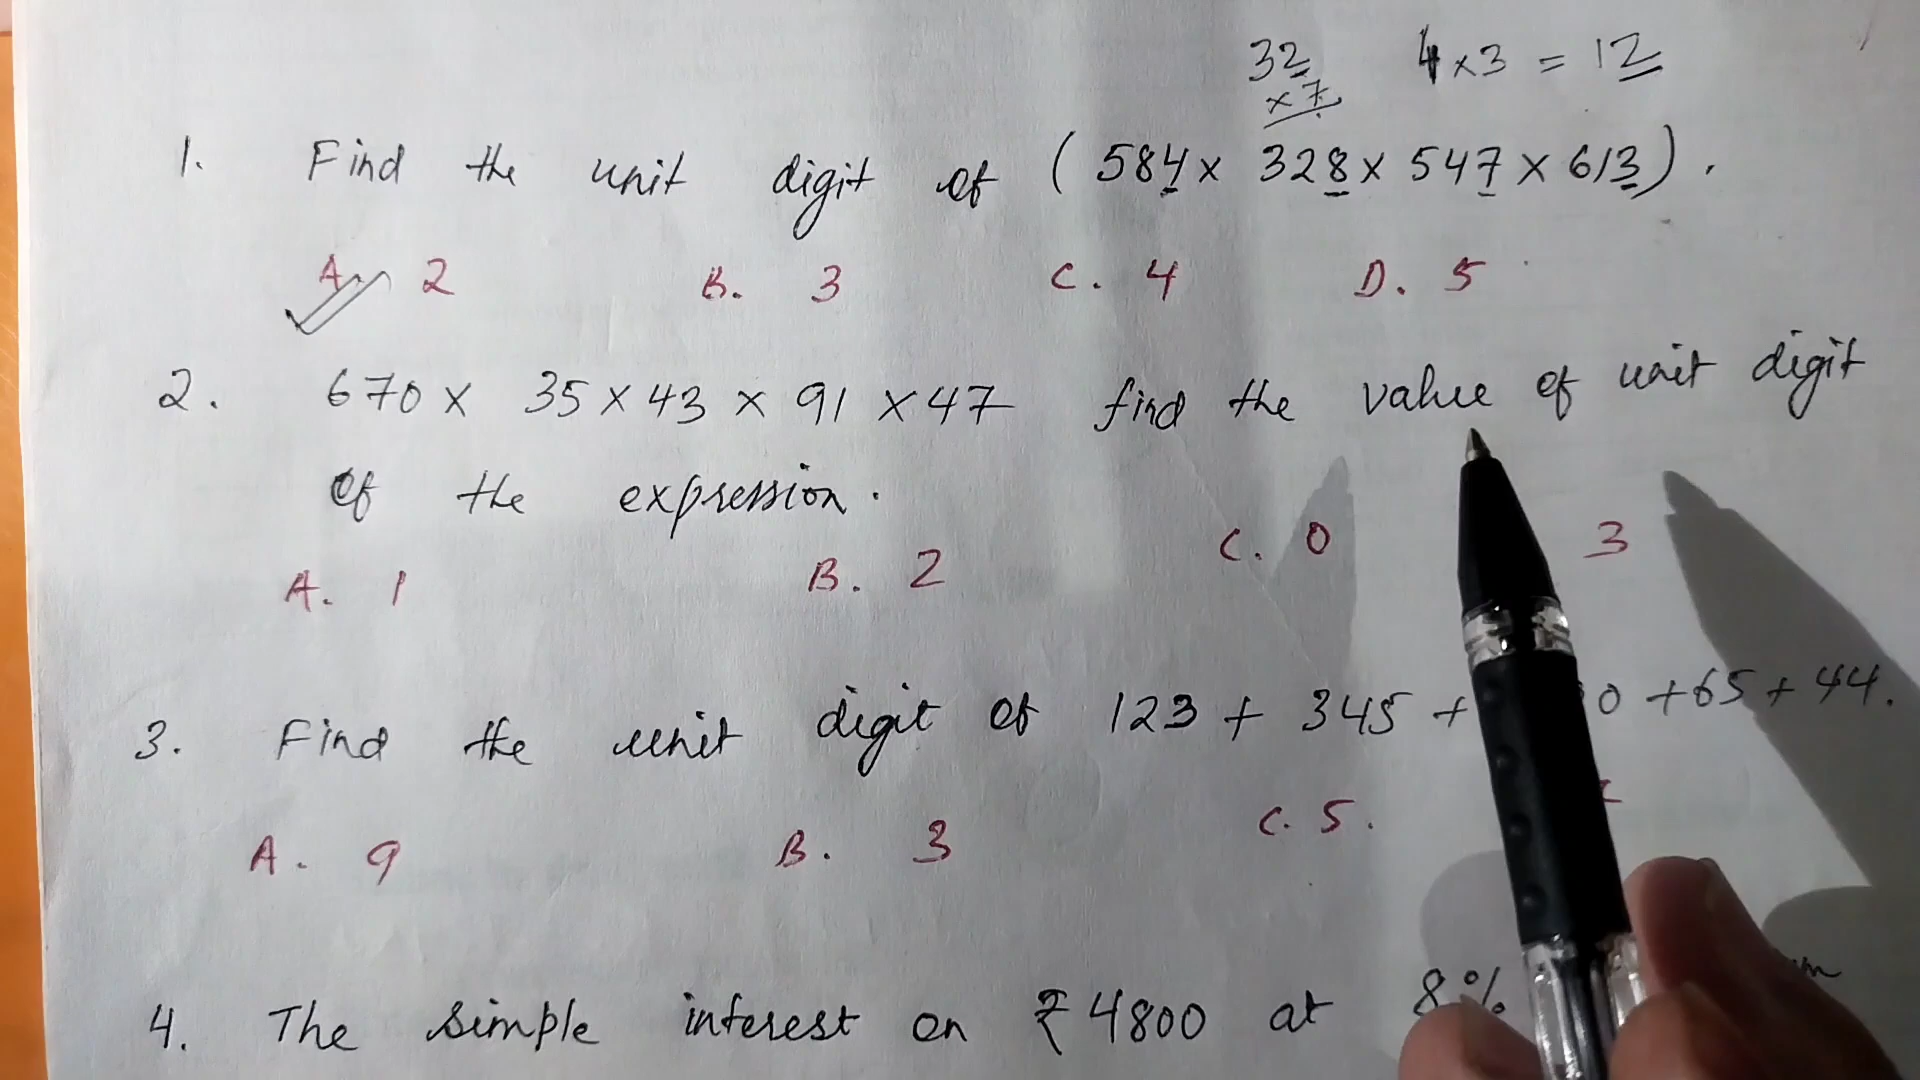 32 4×3 = 12
×7
1. Find the unit digit of (584× 328× 547× 613).
A. 2 B. 3 C. 4 D. 5
2. 670× 35×43 × 91 ×47 find the value of unit digit
of the expression.
A. 1 B. 2 C. 0 3
3. Find the unit digit of 123 + 345 + 0 +65+44.
A. 9 B. 3 C. 5.
4. The simple interest on ₹4800 at 8%